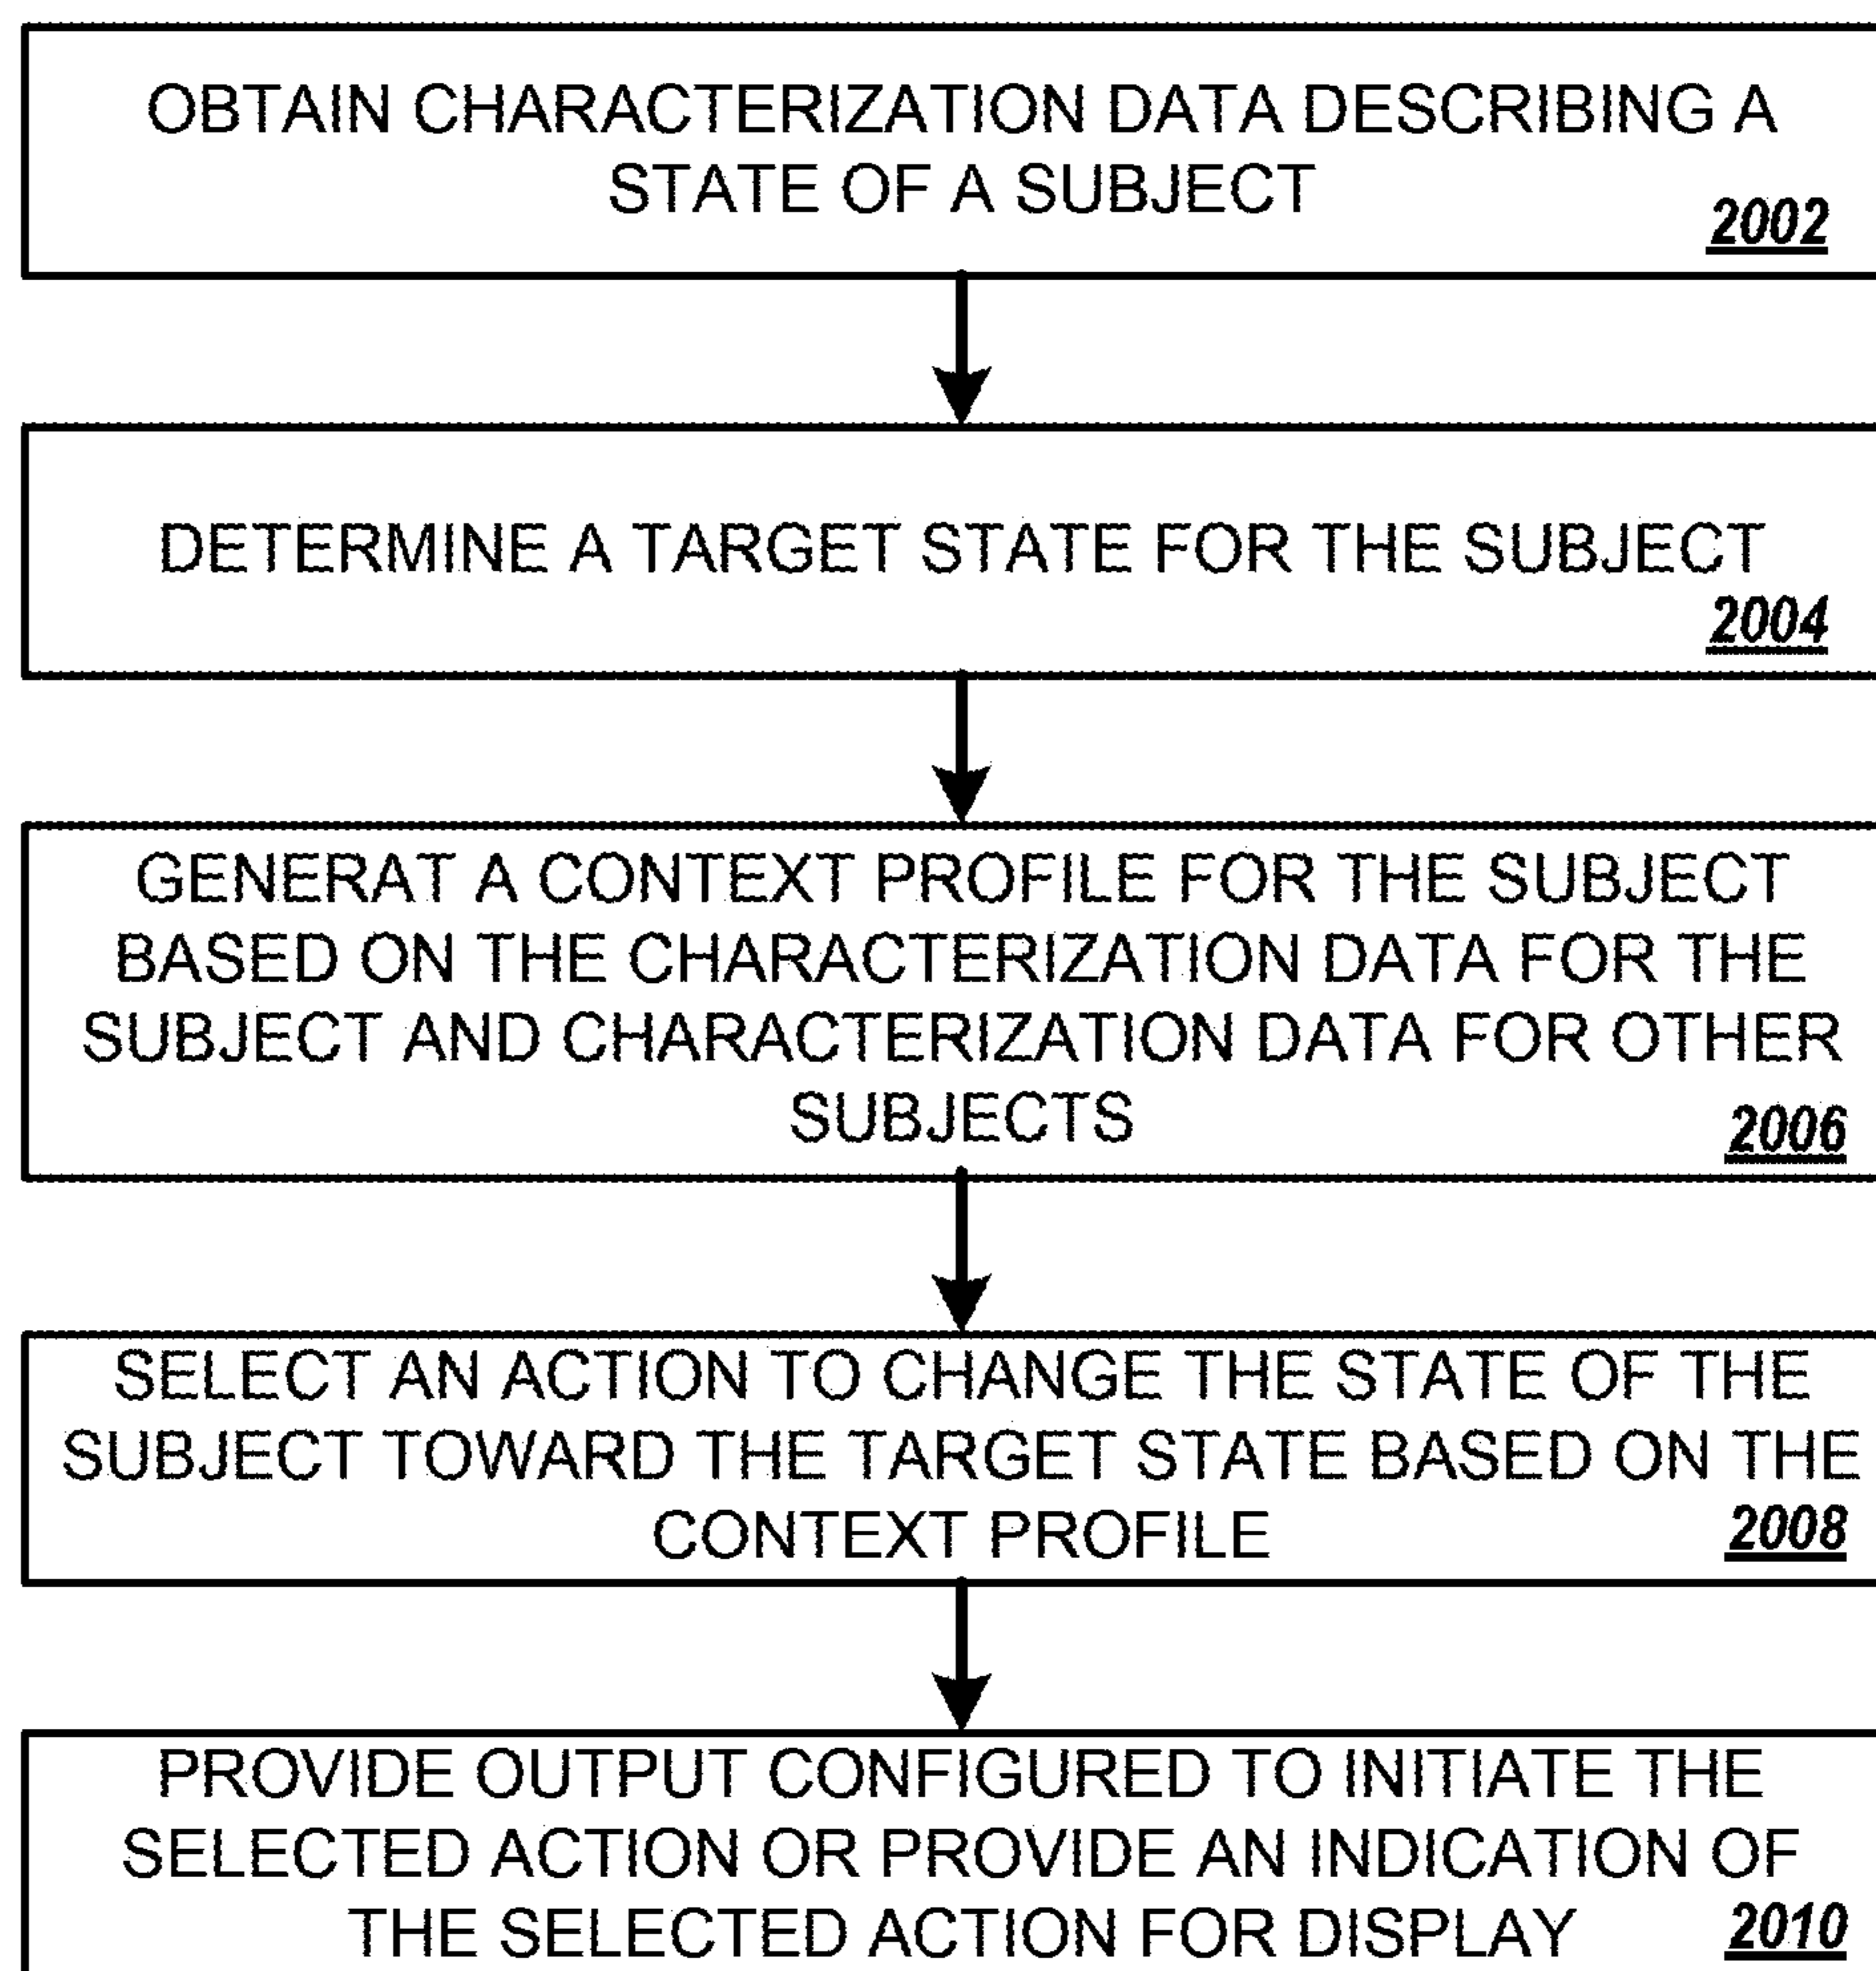 OBTAIN CHARACTERIZATION DATA DESCRIBING A
STATE OF A SUBJECT
2002
DETERMINE A TARGET STATE FOR THE SUBJECT
2004
GENERAT A CONTEXT PROFILE FOR THE SUBJECT
BASED ON THE CHARACTERIZATION DATA FOR THE
SUBJECT AND CHARACTERIZATION DATA FOR OTHER
SUBJECTS
2006
SELECT AN ACTION TO CHANGE THE STATE OF THE
SUBJECT TOWARD THE TARGET STATE BASED ON THE
CONTEXT PROFILE
2008
PROVIDE OUTPUT CONFIGURED TO INITIATE THE
SELECTED ACTION OR PROVIDE AN INDICATION OF
THE SELECTED ACTION FOR DISPLAY
2010